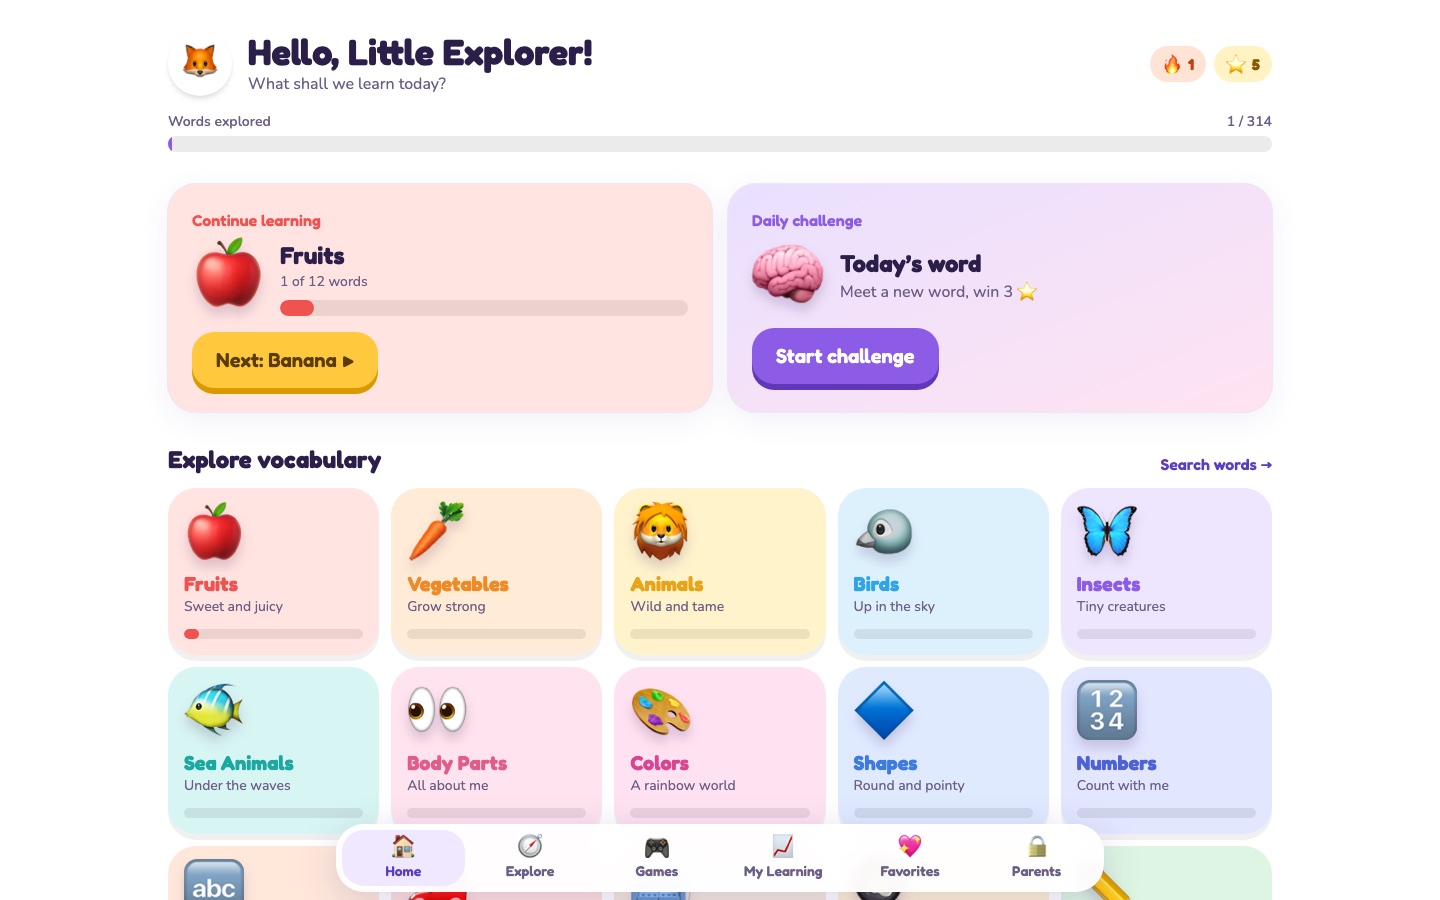 Hello, Little Explorer!
What shall we learn today?
1
5
Words explored
1 / 314
Continue learning
Fruits
1 of 12 words
Next: Banana ▶
Daily challenge
Today’s word
Meet a new word, win 3 ⭐
Start challenge
Explore vocabulary
Search words →
Fruits
Sweet and juicy
Vegetables
Grow strong
Animals
Wild and tame
Birds
Up in the sky
Insects
Tiny creatures
Sea Animals
Under the waves
Body Parts
All about me
Colors
A rainbow world
Shapes
Round and pointy
1 2
3 4
Numbers
Count with me
abc
Home
Explore
Games
My Learning
Favorites
Parents